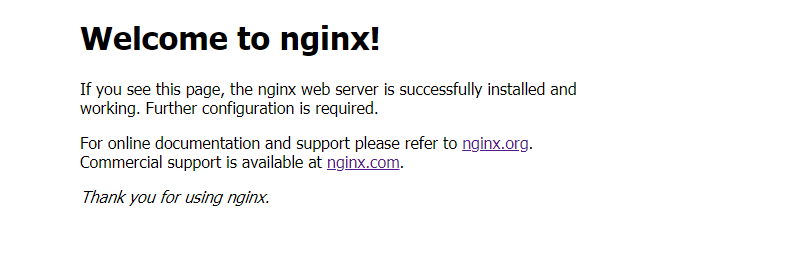 Welcome to nginx!
If you see this page, the nginx web server is successfully installed and
working. Further configuration is required.
For online documentation and support please refer to nginx.org.
Commercial support is available at nginx.com.
Thank you for using nginx.